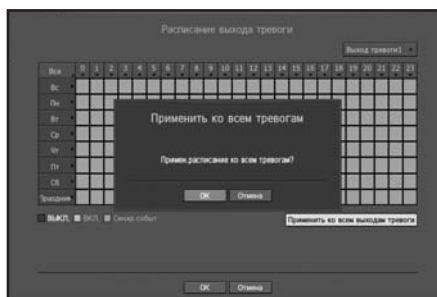 Расписание выхода тревоги
Выход тревоги1
Все 0 1 2 3 4 5 6 7 8 9 10 11 12 13 14 15 16 17 18 19 20 21 22 23
Вс
Пн
Вт
Ср
Чт
Пт
Сб
Праздник
Применить ко всем тревогам
Примен.расписание ко всем тревогам?
OK Отмена
ВЫКЛ. ВКЛ. Сенар.событ
Применить ко всем выходам тревоги
OK Отмена